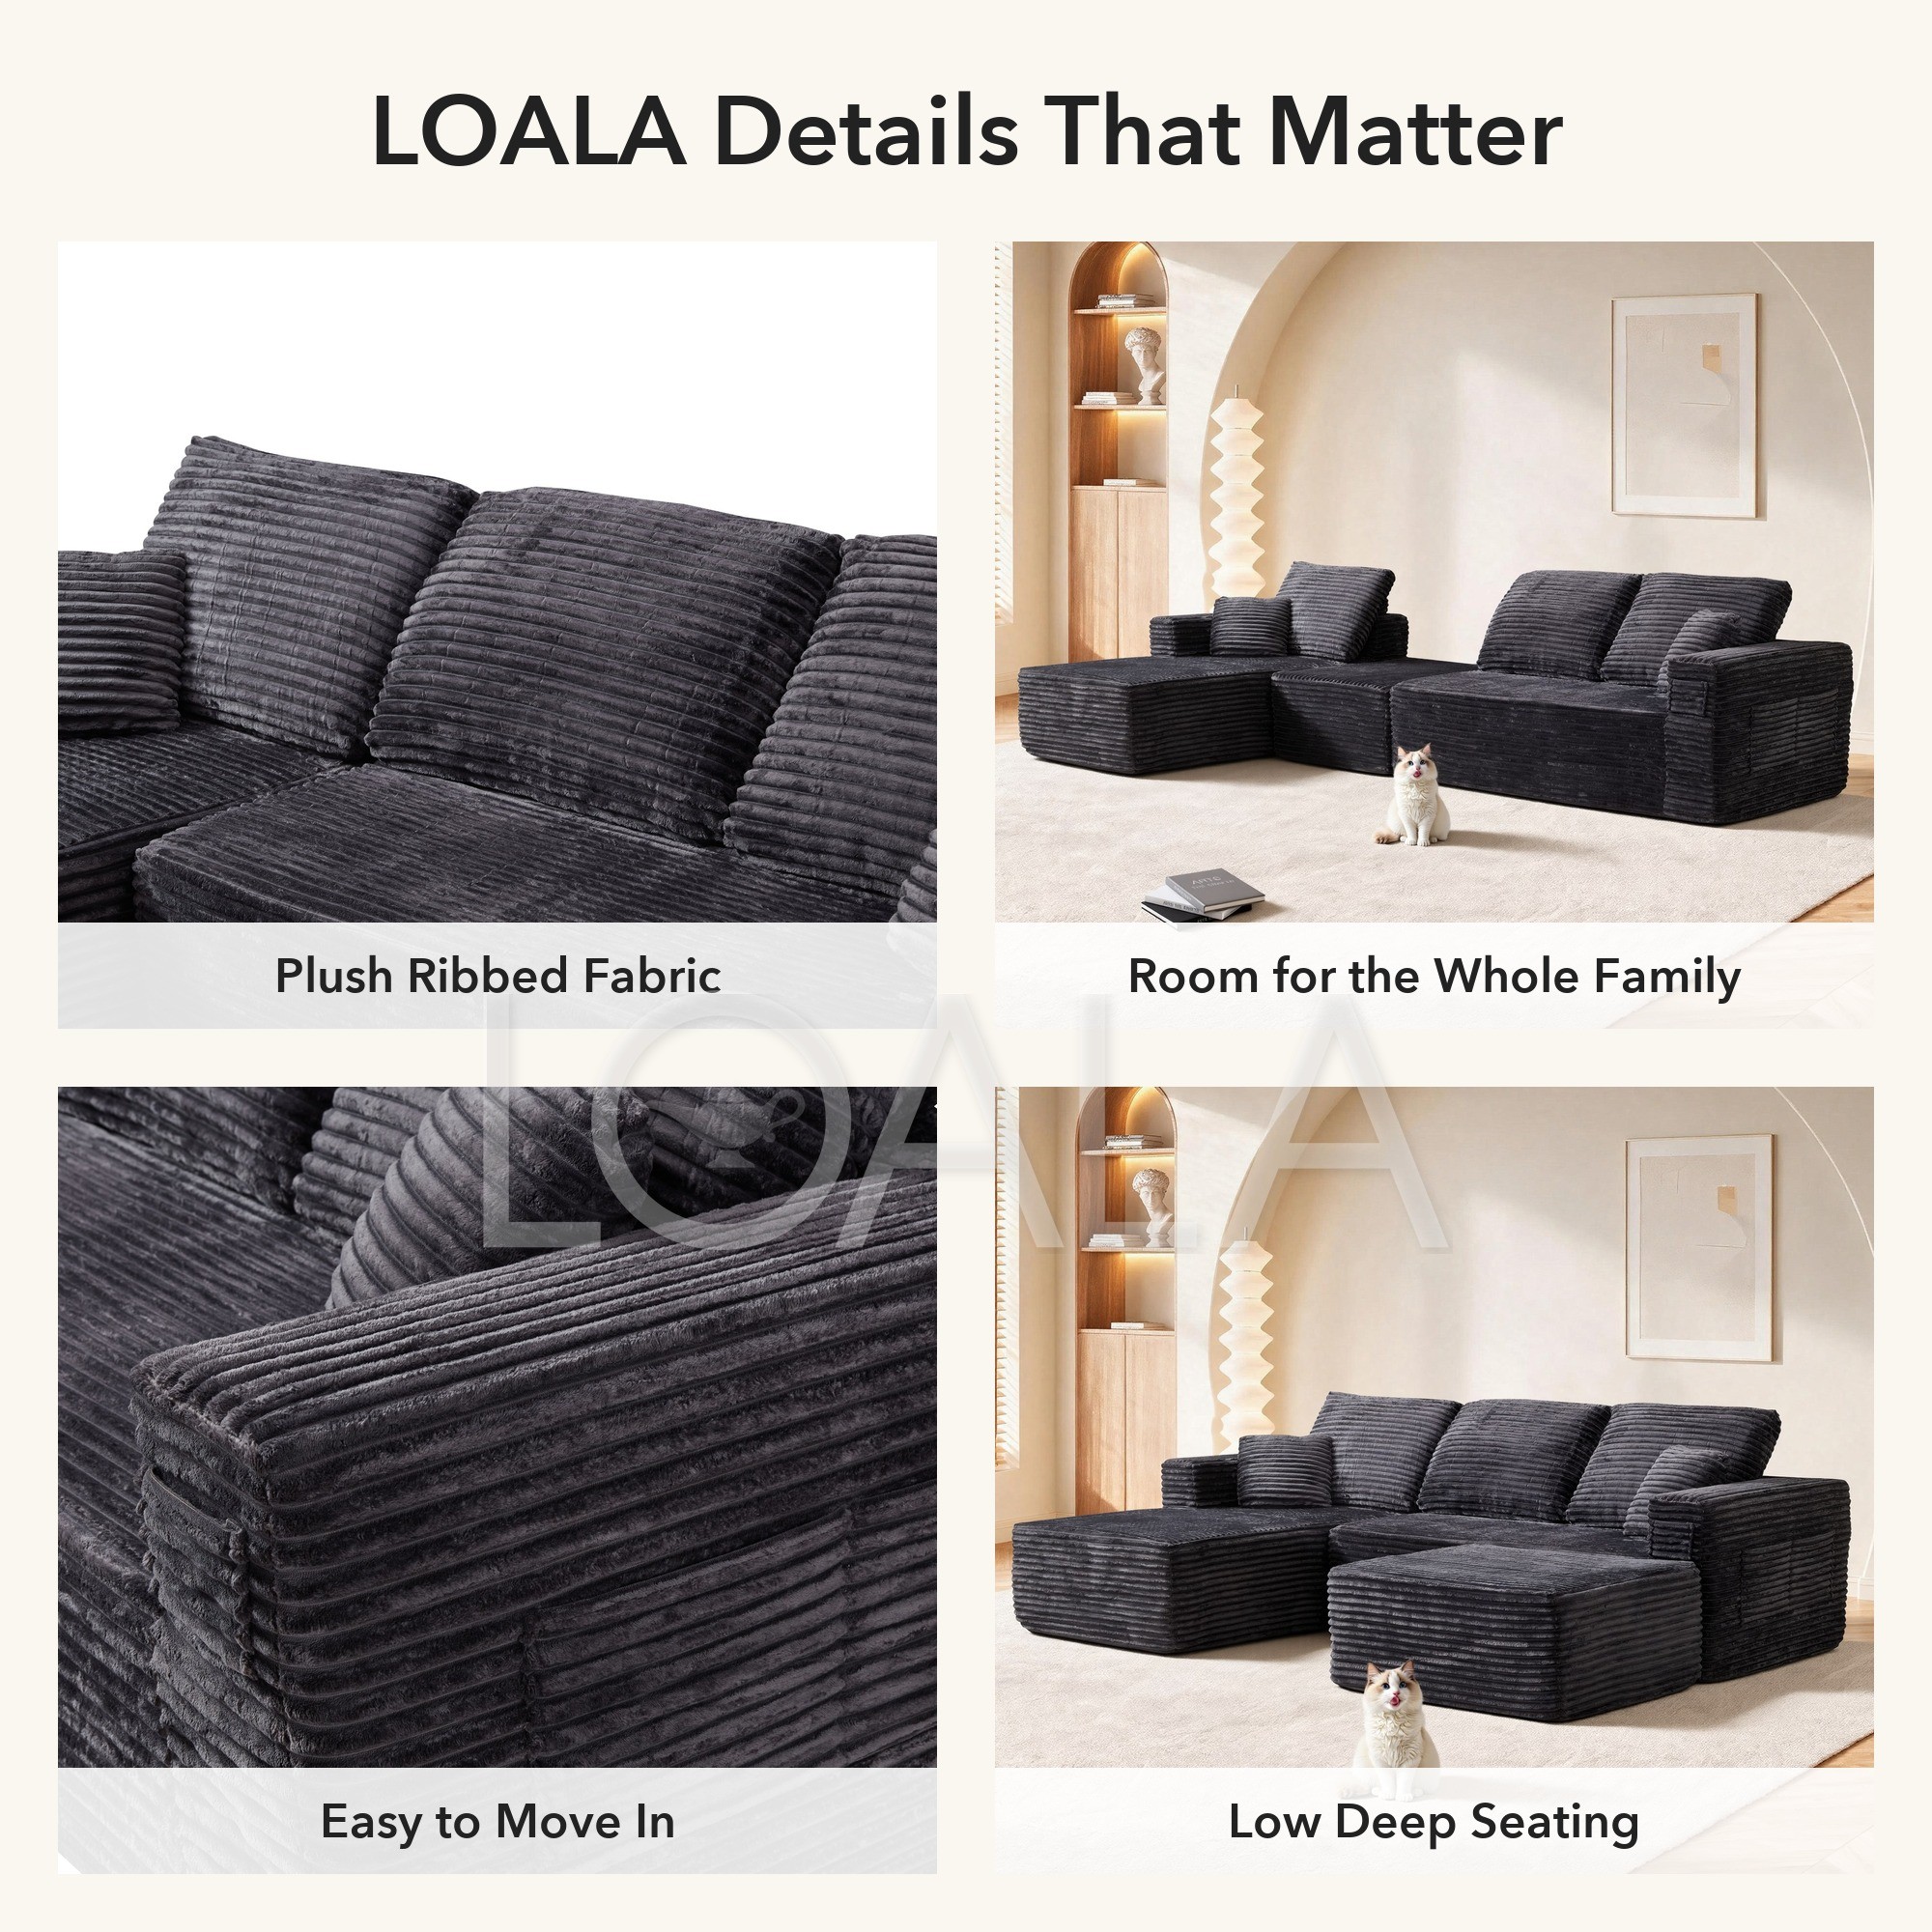 LOALA Details That Matter
Plush Ribbed Fabric
Room for the Whole Family
ARTE
LOALA
Easy to Move In
Low Deep Seating